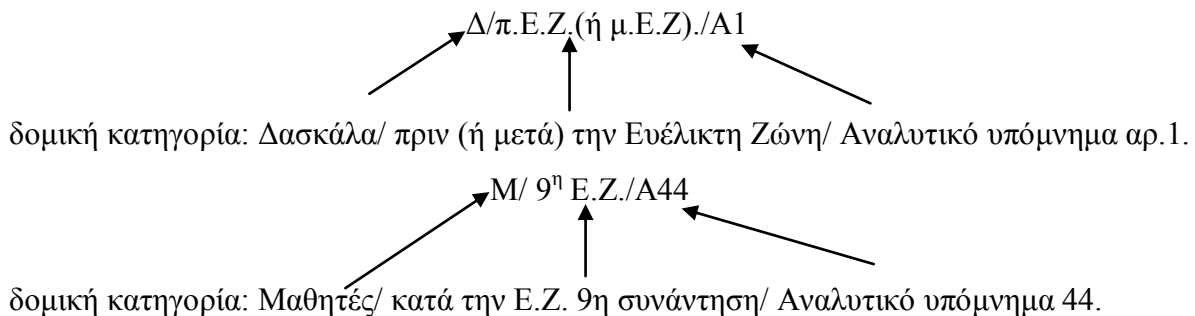 Δ/π.Ε.Ζ.(ή μ.Ε.Ζ)./Α1
δομική κατηγορία: Δασκάλα/ πριν (ή μετά) την Ευέλικτη Ζώνη/ Αναλυτικό υπόμνημα αρ.1.
Μ/ 9η Ε.Ζ./Α44
δομική κατηγορία: Μαθητές/ κατά την Ε.Ζ. 9η συνάντηση/ Αναλυτικό υπόμνημα 44.